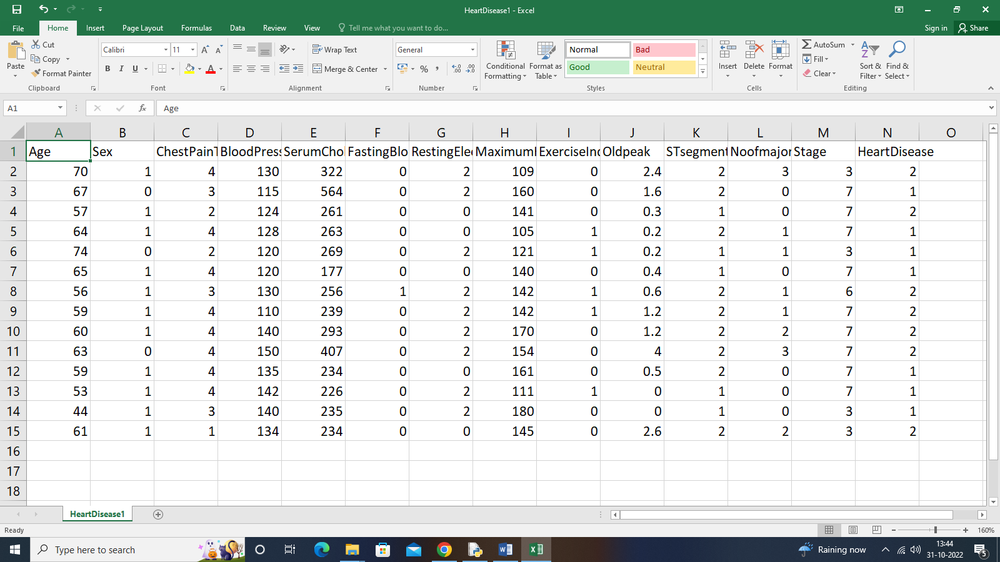 HeartDisease1 - Excel
File Home Insert Page Layout Formulas Data Review View Tell me what you want to do... Sign in Share
Paste Cut Copy Format Painter Clipboard
Calibri 11 B I U A Font
Wrap Text Merge & Center Alignment
General % , Number
Conditional Formatting Format as Table Normal Bad Good Neutral Styles
Insert Delete Format Cells
AutoSum Fill Clear Sort & Filter Find & Select Editing
A1 fx Age
A B C D E F G H I J K L M N O
1 Age Sex ChestPainT BloodPress SerumCho FastingBlo RestingElec MaximumH ExerciseInd Oldpeak STsegment Noofmajor Stage HeartDisease
2 70 1 4 130 322 0 2 109 0 2.4 2 3 3 2
3 67 0 3 115 564 0 2 160 0 1.6 2 0 7 1
4 57 1 2 124 261 0 0 141 0 0.3 1 0 7 2
5 64 1 4 128 263 0 0 105 1 0.2 2 1 7 1
6 74 0 2 120 269 0 2 121 1 0.2 1 1 3 1
7 65 1 4 120 177 0 0 140 0 0.4 1 0 7 1
8 56 1 3 130 256 1 2 142 1 0.6 2 1 6 2
9 59 1 4 110 239 0 2 142 1 1.2 2 1 7 2
10 60 1 4 140 293 0 2 170 0 1.2 2 2 7 2
11 63 0 4 150 407 0 2 154 0 4 2 3 7 2
12 59 1 4 135 234 0 0 161 0 0.5 2 0 7 1
13 53 1 4 142 226 0 2 111 1 0 1 0 7 1
14 44 1 3 140 235 0 2 180 0 0 1 0 3 1
15 61 1 1 134 234 0 0 145 0 2.6 2 2 3 2
16
17
18
HeartDisease1
Ready 160%
Type here to search Raining now 13:44
31-10-2022 5